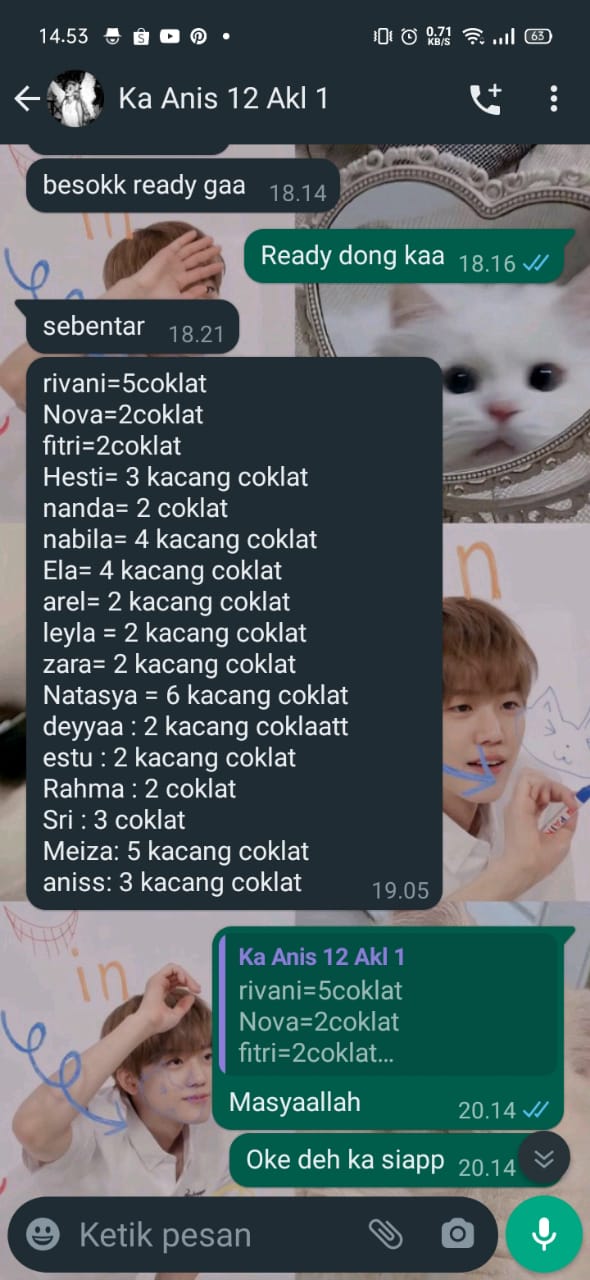 14.53
0.71
KB/S
63
Ka Anis 12 Akl 1
besokk ready gaa 18.14
Ready dong kaa 18.16
sebentar 18.21
rivani=5coklat
Nova=2coklat
fitri=2coklat
Hesti= 3 kacang coklat
nanda= 2 coklat
nabila= 4 kacang coklat
Ela= 4 kacang coklat
arel= 2 kacang coklat
leyla = 2 kacang coklat
zara= 2 kacang coklat
Natasya = 6 kacang coklat
deyyaa : 2 kacang coklaatt
estu : 2 kacang coklat
Rahma : 2 coklat
Sri : 3 coklat
Meiza: 5 kacang coklat
aniss: 3 kacang coklat 19.05
in
Ka Anis 12 Akl 1
rivani=5coklat
Nova=2coklat
fitri=2coklat...
Masyaallah 20.14
Oke deh ka siapp 20.14
Ketik pesan